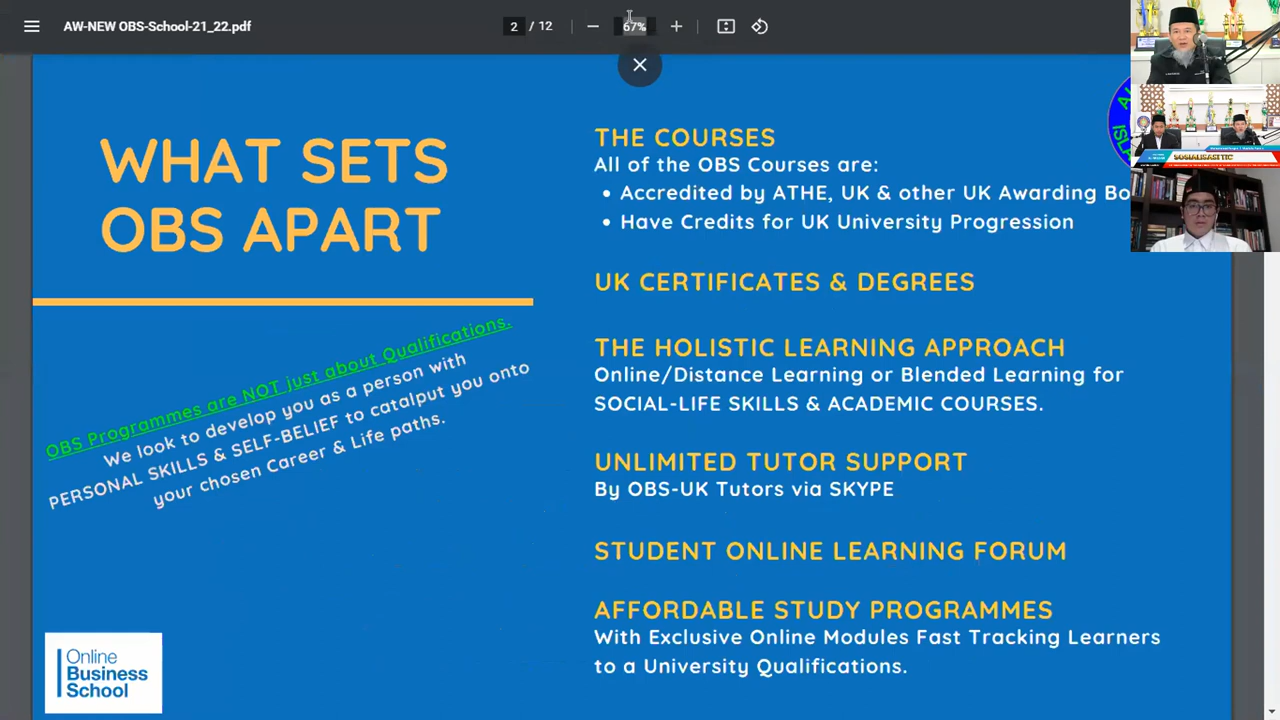 AW-NEW OBS-School-21_22.pdf
2 / 12
67%
WHAT SETS
OBS APART
OBS Programmes are NOT just about Qualifications.
We look to develop you as a person with
PERSONAL SKILLS & SELF-BELIEF to catalput you onto
your chosen Career & Life paths.
Online
Business
School
THE COURSES
All of the OBS Courses are:
• Accredited by ATHE, UK & other UK Awarding Bo
• Have Credits for UK University Progression
UK CERTIFICATES & DEGREES
THE HOLISTIC LEARNING APPROACH
Online/Distance Learning or Blended Learning for
SOCIAL-LIFE SKILLS & ACADEMIC COURSES.
UNLIMITED TUTOR SUPPORT
By OBS-UK Tutors via SKYPE
STUDENT ONLINE LEARNING FORUM
AFFORDABLE STUDY PROGRAMMES
With Exclusive Online Modules Fast Tracking Learners
to a University Qualifications.
SOSIALISASI TIC